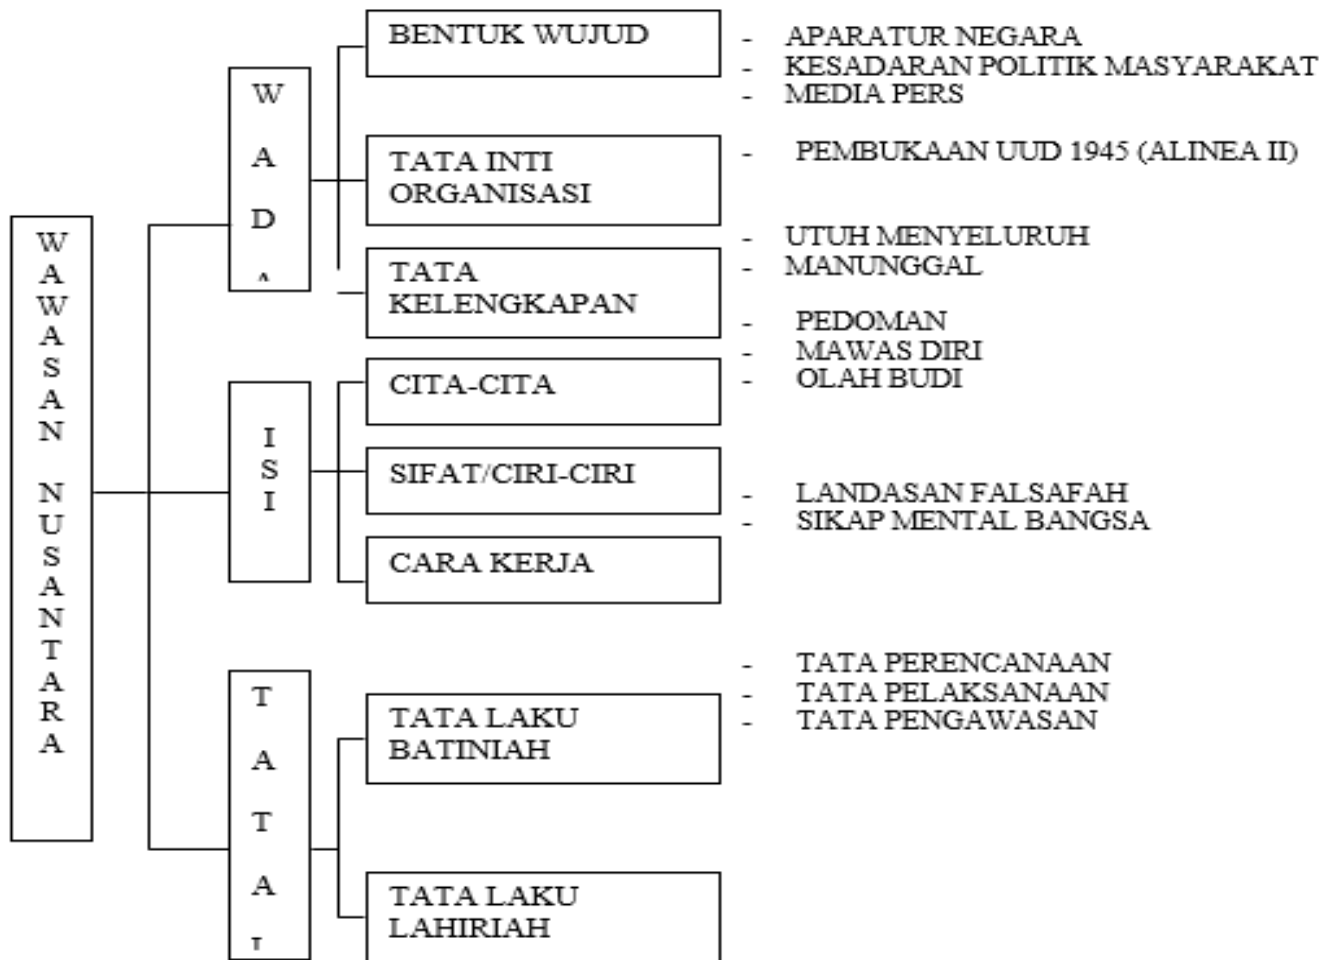 WAWASAN NUSANTARA
WADA
BENTUK WUJUD
- APARATUR NEGARA
- KESADARAN POLITIK MASYARAKAT
- MEDIA PERS
TATA INTI
ORGANISASI
- PEMBUKAAN UUD 1945 (ALINEA II)
TATA
KELENGKAPAN
- UTUH MENYELURUH
- MANUNGGAL
ISI
CITA-CITA
- PEDOMAN
- MAWAS DIRI
- OLAH BUDI
SIFAT/CIRI-CIRI
- LANDASAN FALSAFAH
- SIKAP MENTAL BANGSA
CARA KERJA
TATA
TATA LAKU
BATINIAH
- TATA PERENCANAAN
- TATA PELAKSANAAN
- TATA PENGAWASAN
TATA LAKU
LAHIRIAH